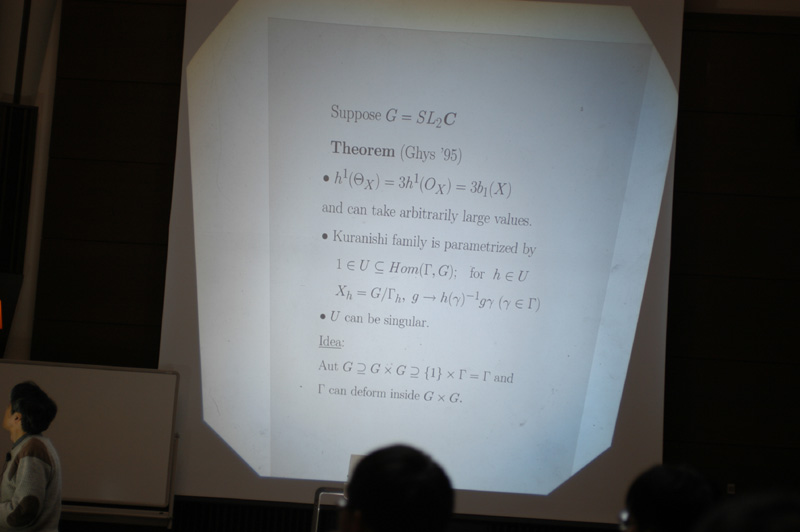 Suppose G = SL₂C
Theorem (Ghys '95)
• h¹(Θ_X) = 3h¹(O_X) = 3b₁(X)
and can take arbitrarily large values.
• Kuranishi family is parametrized by
1 ∈ U ⊆ Hom(Γ, G); for h ∈ U
X_h = G/Γ_h, g → h(γ)⁻¹gγ (γ ∈ Γ)
• U can be singular.
Idea:
Aut G ⊇ G × G ⊇ {1} × Γ = Γ and
Γ can deform inside G × G.